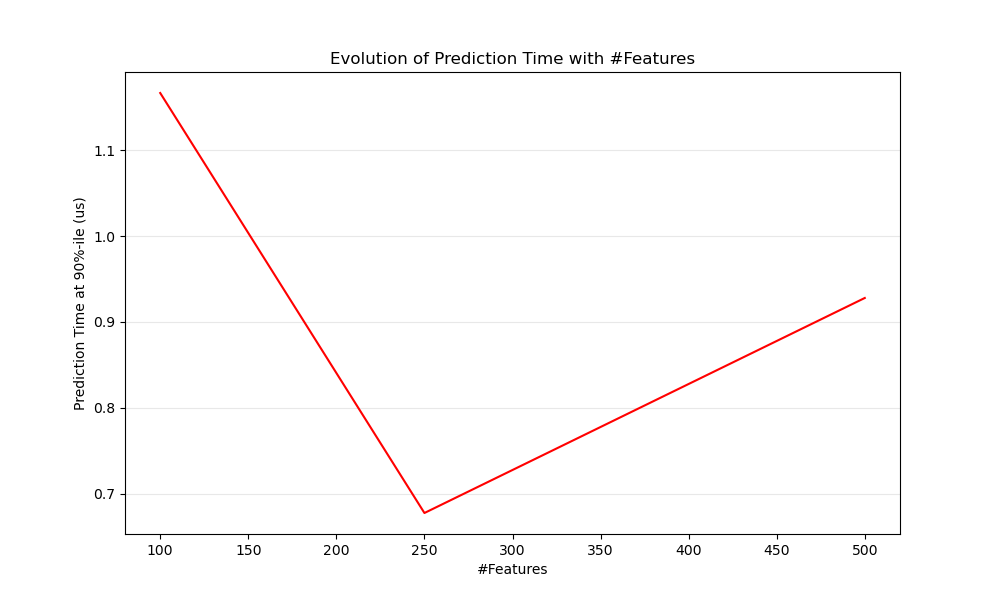 Evolution of Prediction Time with #Features
Prediction Time at 90%-ile (us)
1.1
1.0
0.9
0.8
0.7
100 150 200 250 300 350 400 450 500
#Features